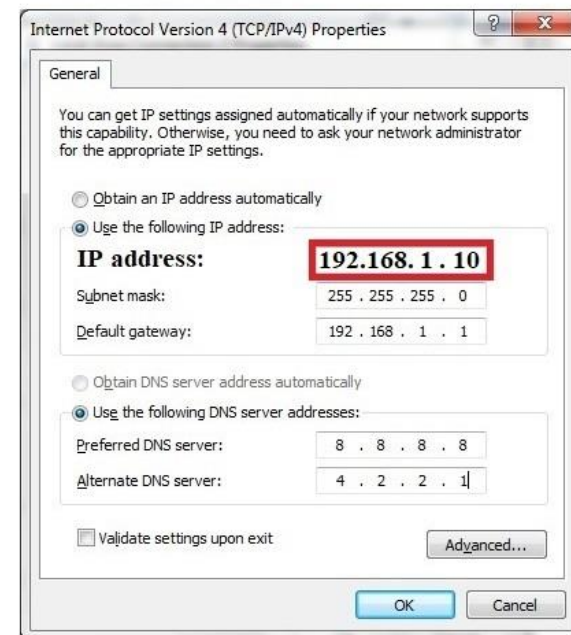 Internet Protocol Version 4 (TCP/IPv4) Properties
?
X
General
You can get IP settings assigned automatically if your network supports
this capability. Otherwise, you need to ask your network administrator
for the appropriate IP settings.
Obtain an IP address automatically
Use the following IP address:
IP address: 192.168. 1 . 10
Subnet mask: 255 . 255 . 255 . 0
Default gateway: 192 . 168 . 1 . 1
Obtain DNS server address automatically
Use the following DNS server addresses:
Preferred DNS server: 8 . 8 . 8 . 8
Alternate DNS server: 4 . 2 . 2 . 1
Validate settings upon exit
Advanced...
OK Cancel